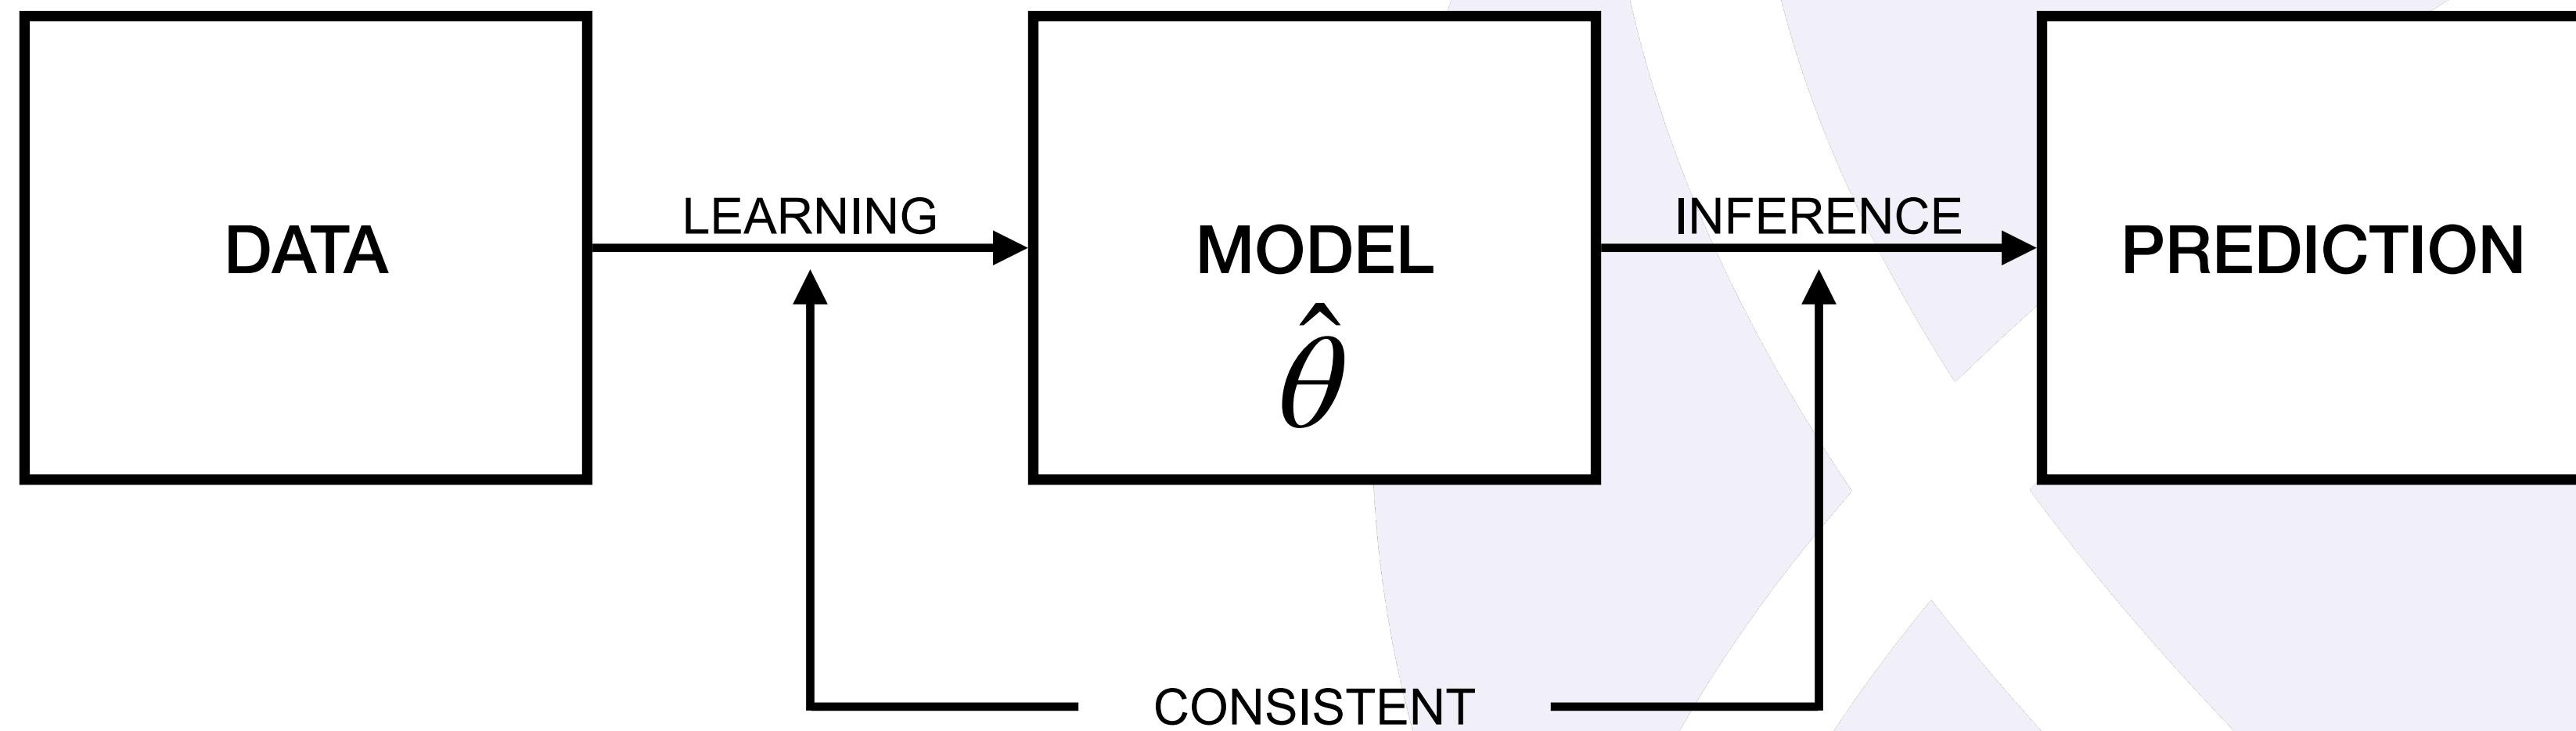 LEARNING
INFERENCE
DATA
MODEL
PREDICTION
θ̂
CONSISTENT